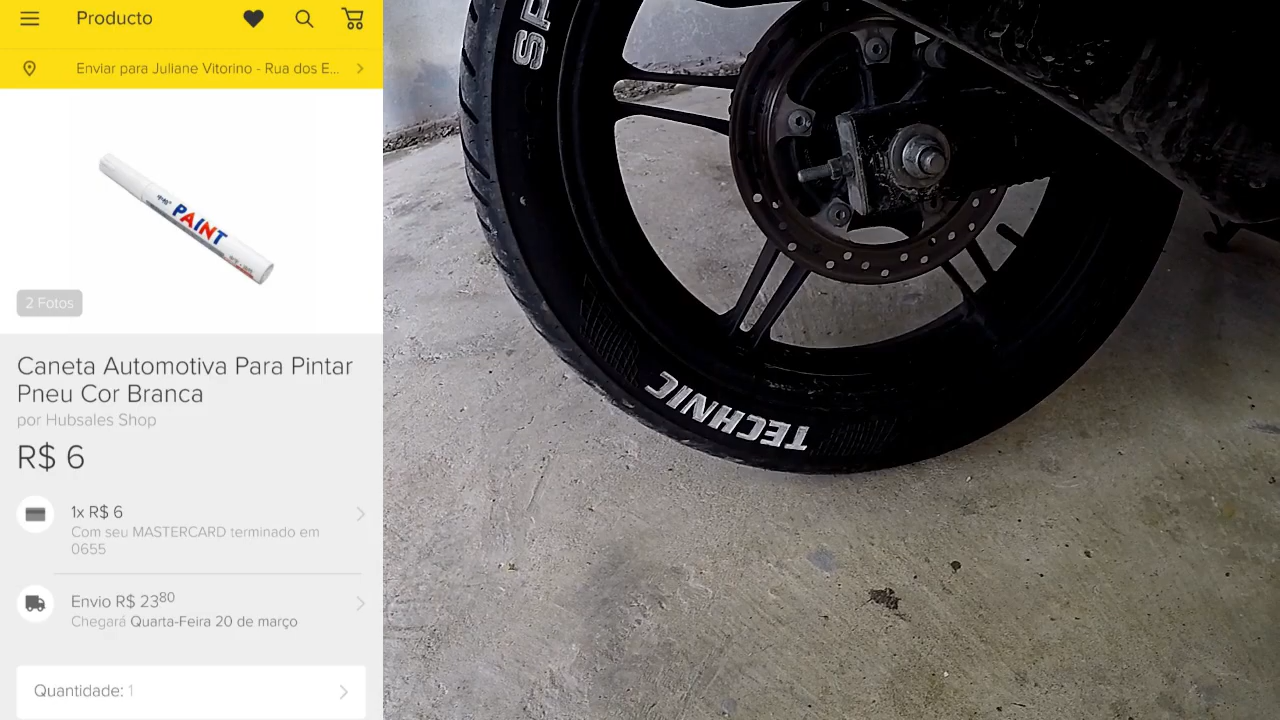 Producto
Enviar para Juliane Vitorino - Rua dos E...
PAINT
2 Fotos
Caneta Automotiva Para Pintar
Pneu Cor Branca
por Hubsales Shop
R$ 6
1x R$ 6
Com seu MASTERCARD terminado em
0655
Envio R$ 23⁸⁰
Chegará Quarta-Feira 20 de março
Quantidade: 1
SP
TECHNIC